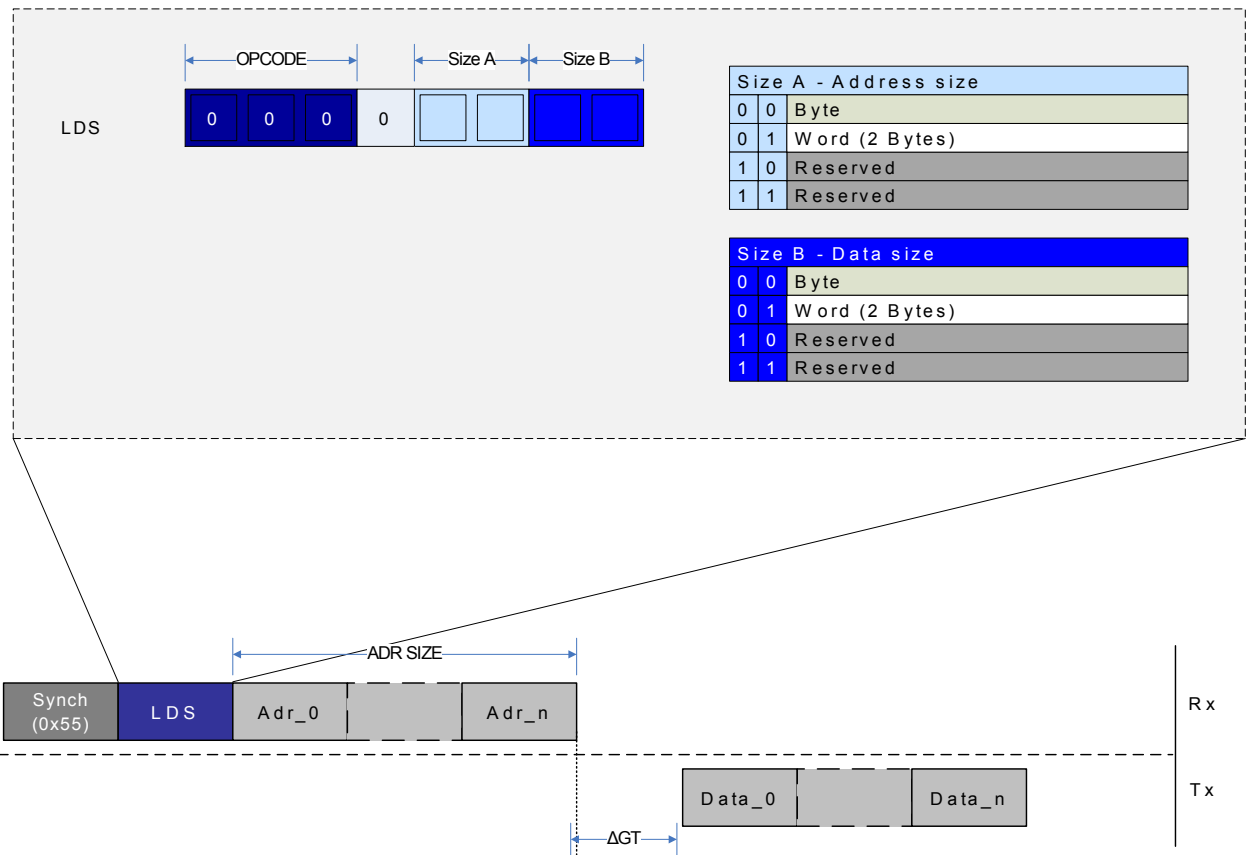 OPCODE Size A Size B
LDS 0 0 0 0
Size A - Address size
0 0 Byte
0 1 Word (2 Bytes)
1 0 Reserved
1 1 Reserved
Size B - Data size
0 0 Byte
0 1 Word (2 Bytes)
1 0 Reserved
1 1 Reserved
ADR SIZE
Synch
(0x55)
LDS Adr_0 Adr_n Rx
Data_0 Data_n Tx
ΔGT